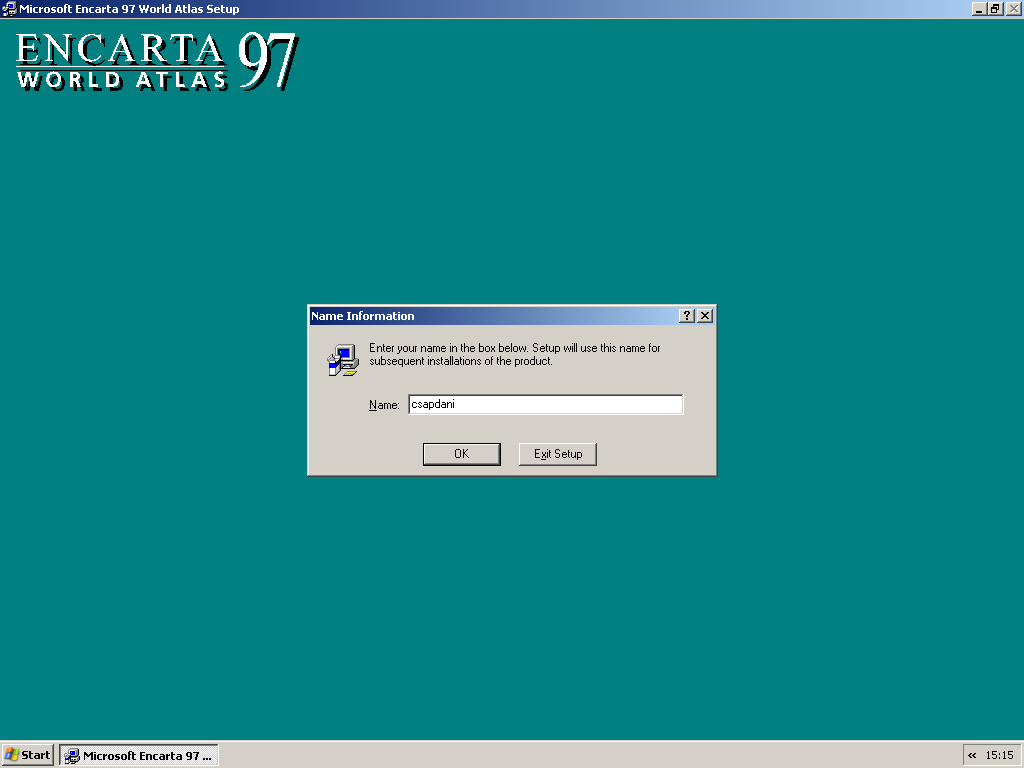 Microsoft Encarta 97 World Atlas Setup
ENCARTA 97
WORLD ATLAS
Name Information
Enter your name in the box below. Setup will use this name for
subsequent installations of the product.
Name: csapdani
OK Exit Setup
Start Microsoft Encarta 97 ... « 15:15